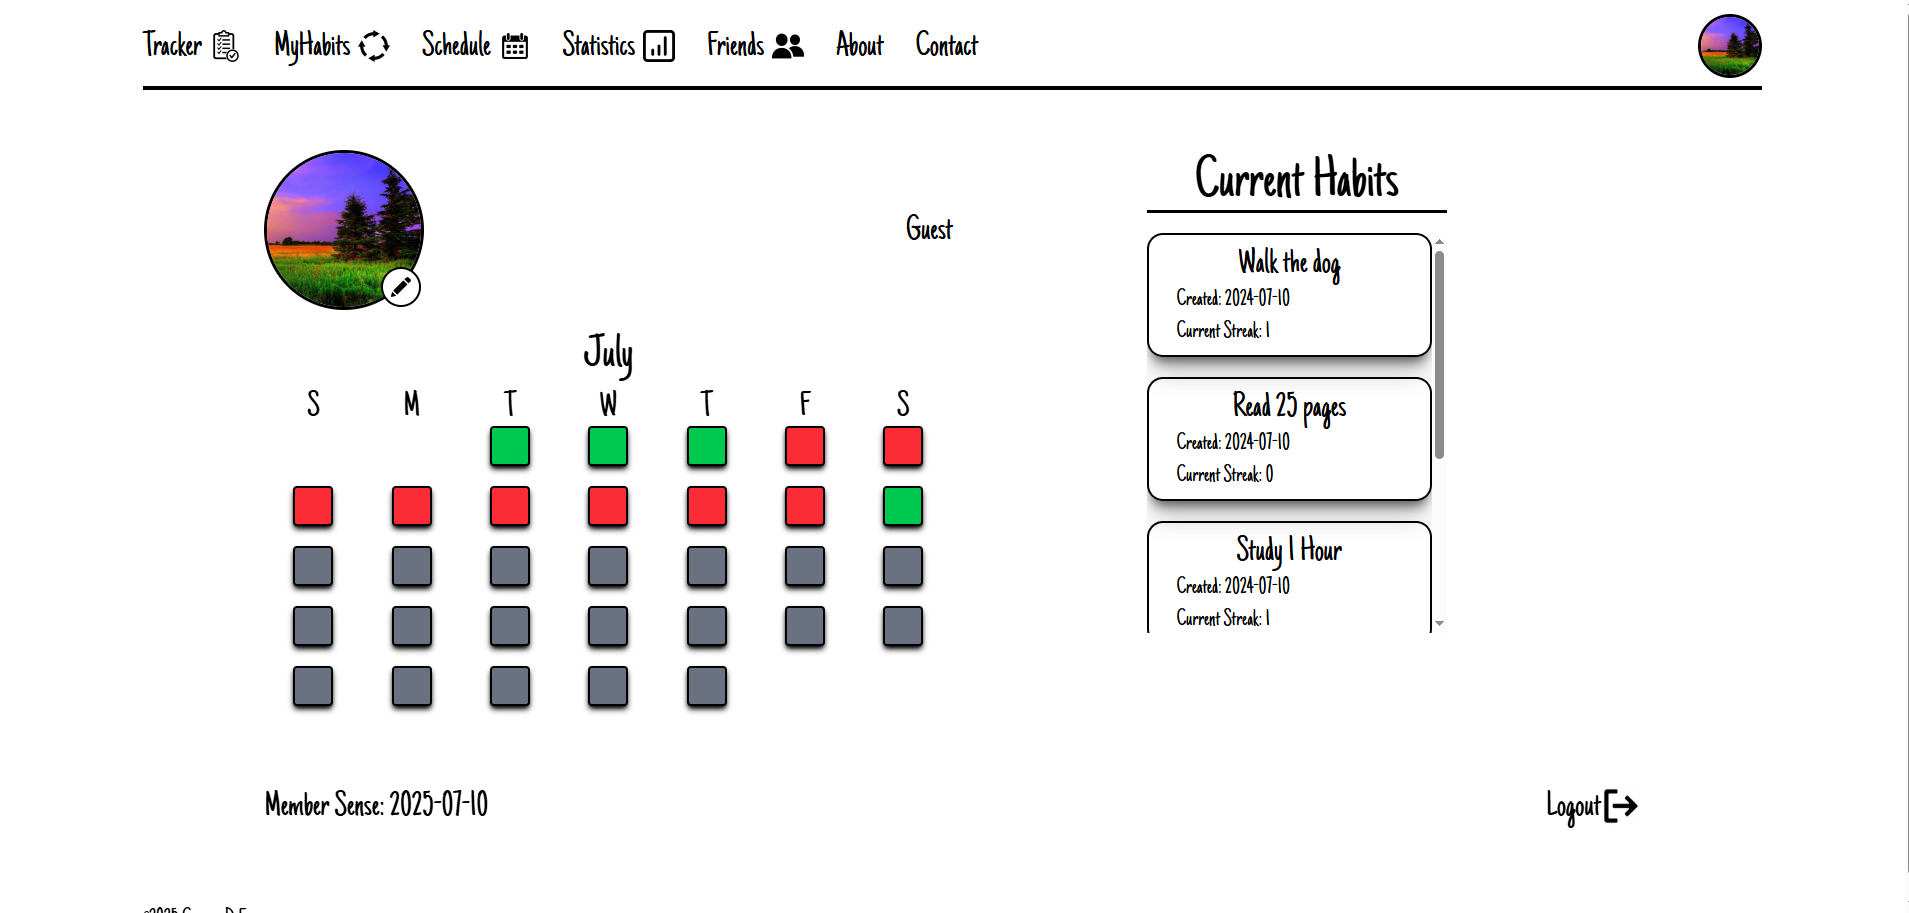 Tracker MyHabits Schedule Statistics Friends About Contact
Guest
July
S M T W T F S
Member Sense: 2025-07-10
Current Habits
Walk the dog
Created: 2024-07-10
Current Streak: 1
Read 25 pages
Created: 2024-07-10
Current Streak: 0
Study 1 Hour
Created: 2024-07-10
Current Streak: 1
Logout
©2025